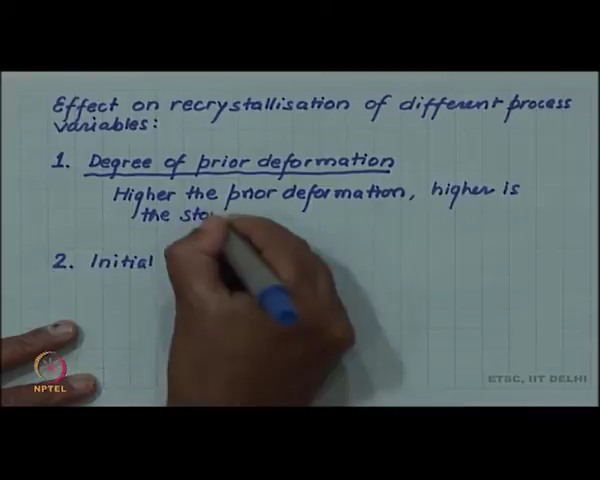 Effect on recrystallisation of different process
variables:
1. Degree of prior deformation
Higher the prior deformation, higher is
the sto
2. Initial
NPTEL
ETSC, IIT DELHI